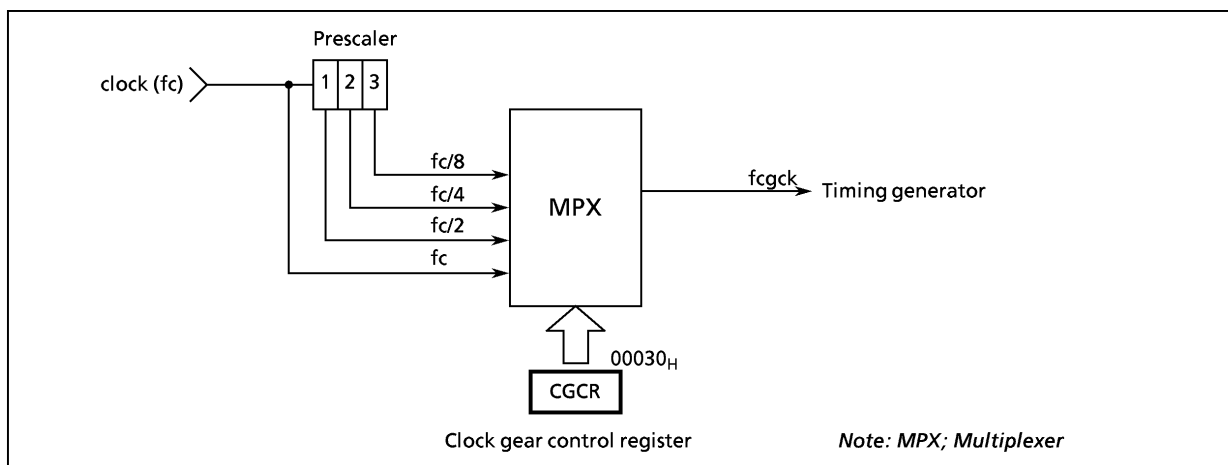 Prescaler
clock (fc)
1 2 3
fc/8
fc/4
fc/2
fc
MPX
fcgck
Timing generator
00030H
CGCR
Clock gear control register
Note: MPX; Multiplexer